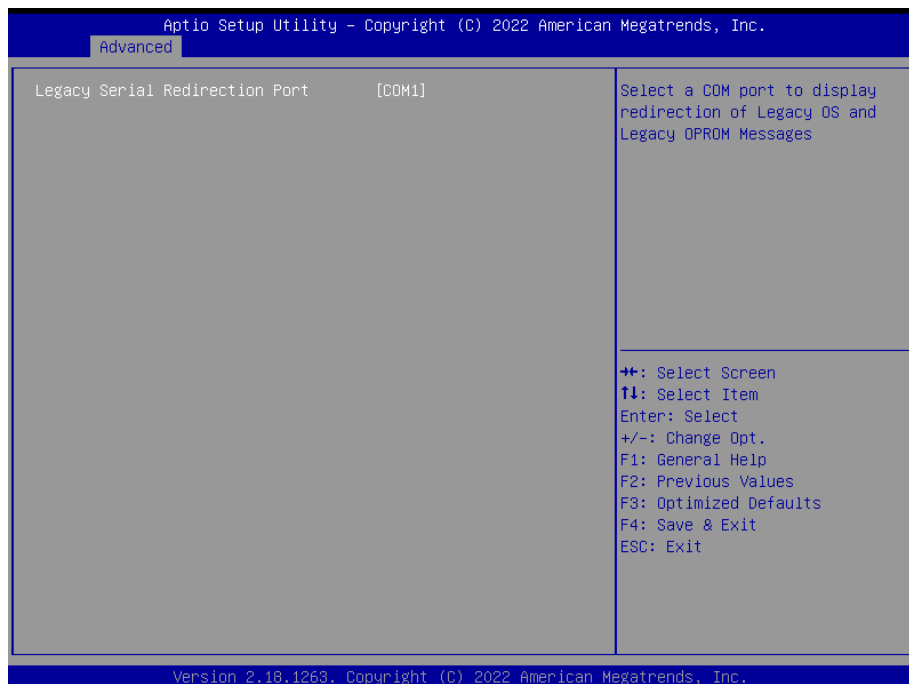 Aptio Setup Utility – Copyright (C) 2022 American Megatrends, Inc.
Advanced
Legacy Serial Redirection Port [COM1]
Select a COM port to display
redirection of Legacy OS and
Legacy OPROM Messages
→←: Select Screen
↑↓: Select Item
Enter: Select
+/-: Change Opt.
F1: General Help
F2: Previous Values
F3: Optimized Defaults
F4: Save & Exit
ESC: Exit
Version 2.18.1263. Copyright (C) 2022 American Megatrends, Inc.